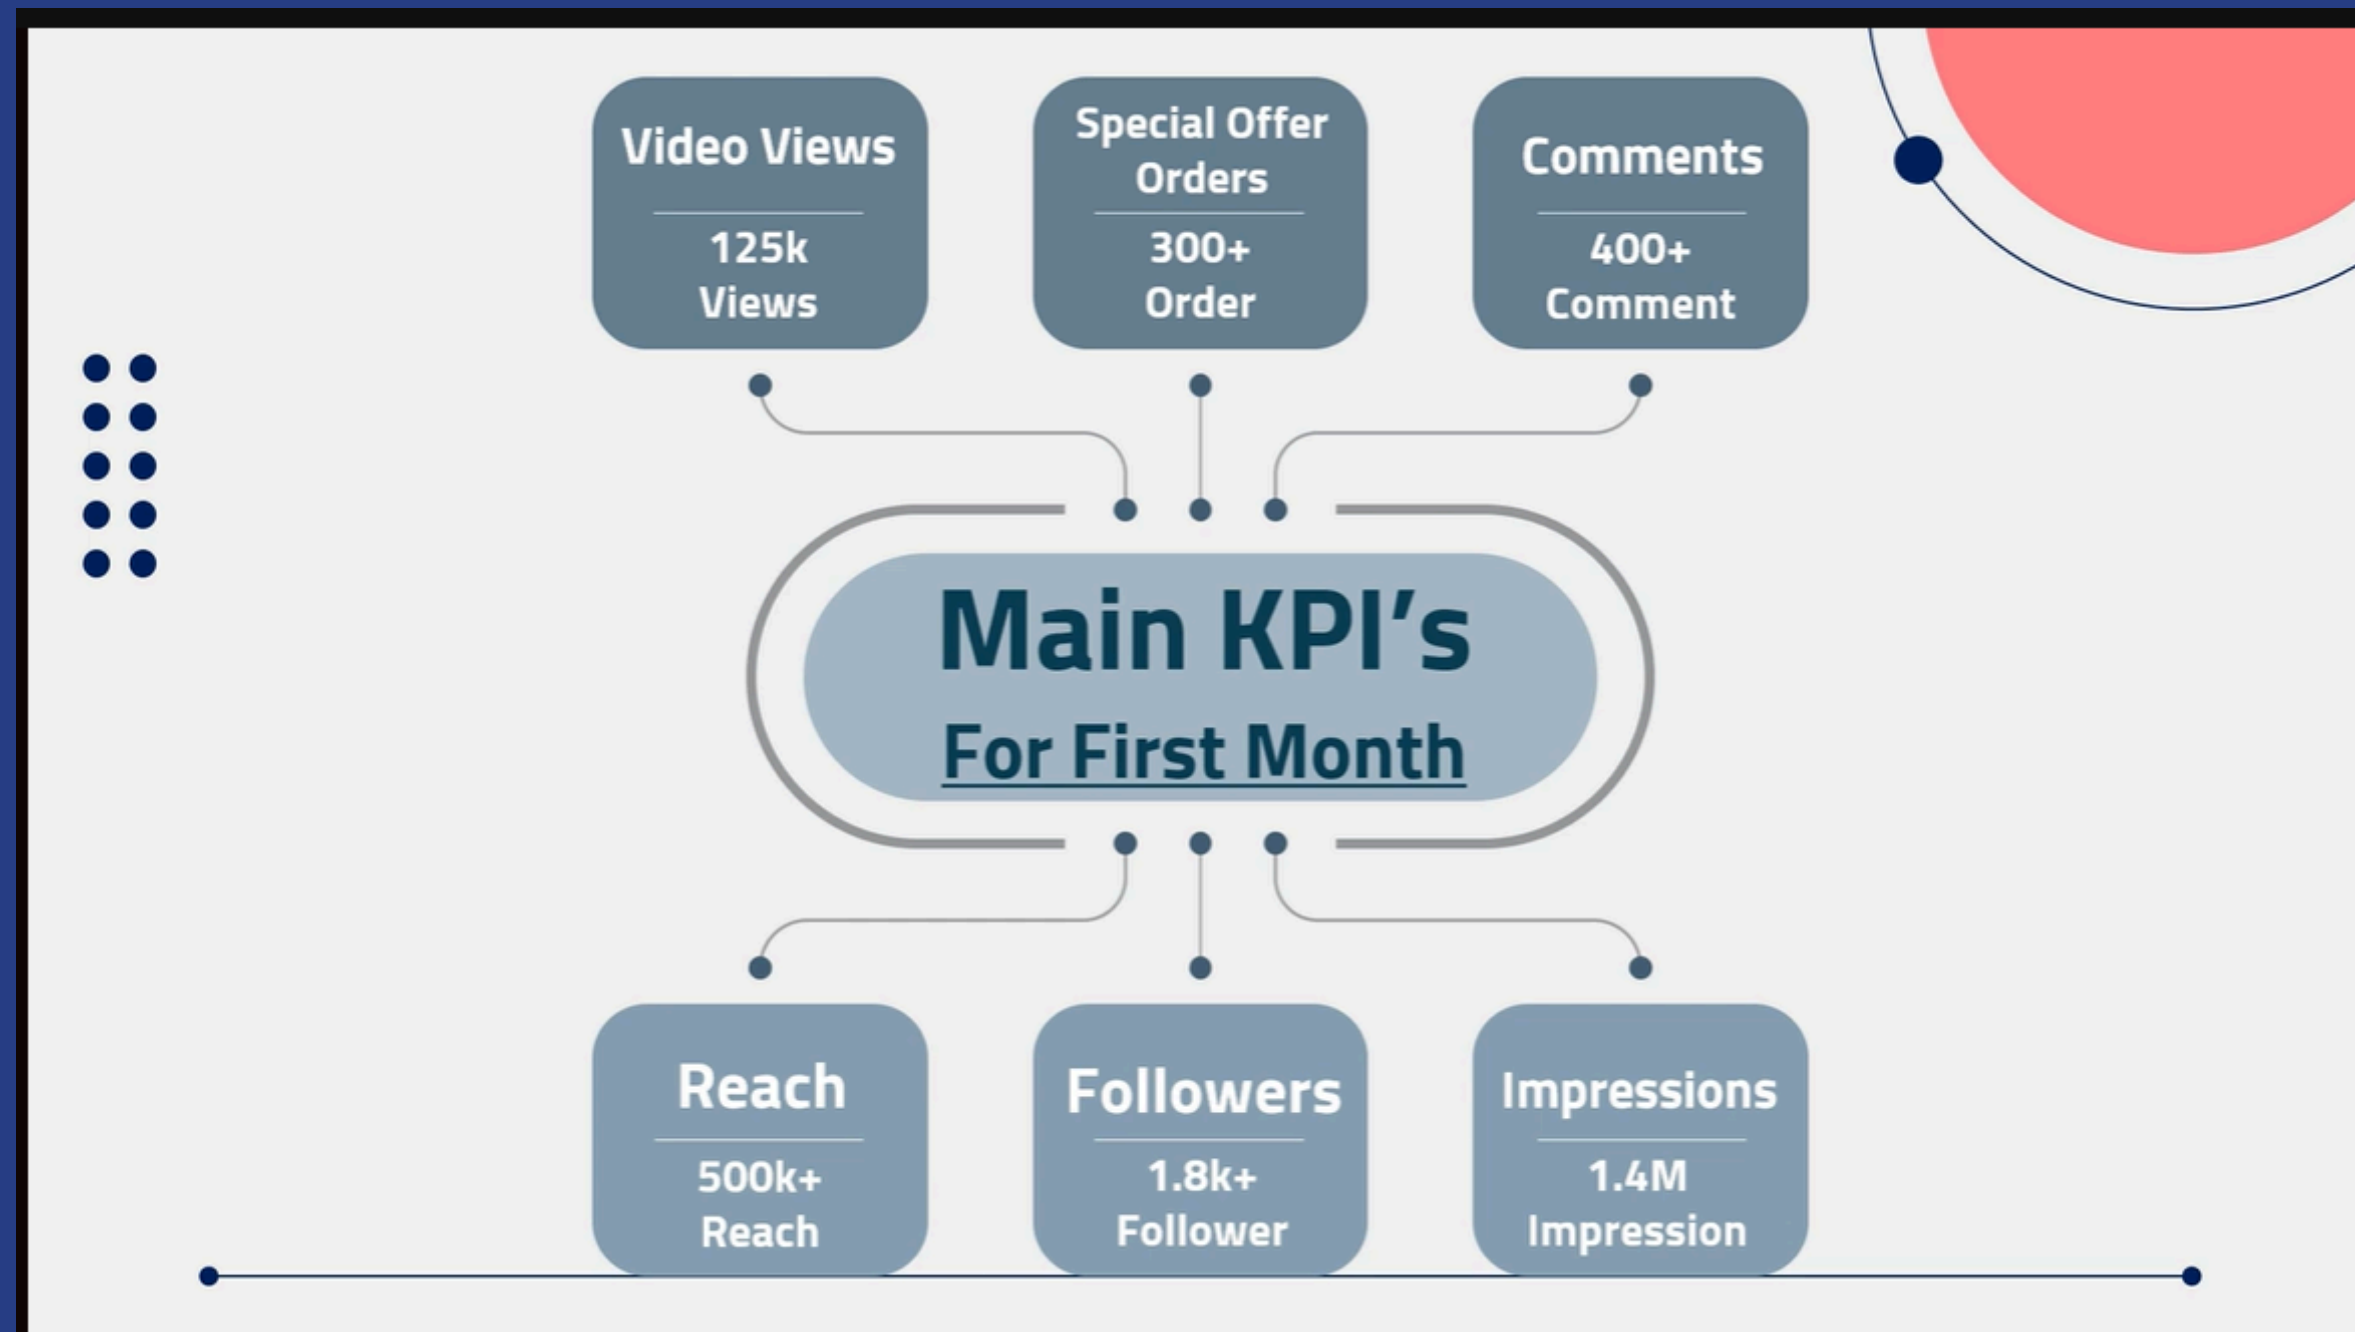 Video Views
125k
Views
Special Offer
Orders
300+
Order
Comments
400+
Comment
Main KPI’s
For First Month
Reach
500k+
Reach
Followers
1.8k+
Follower
Impressions
1.4M
Impression